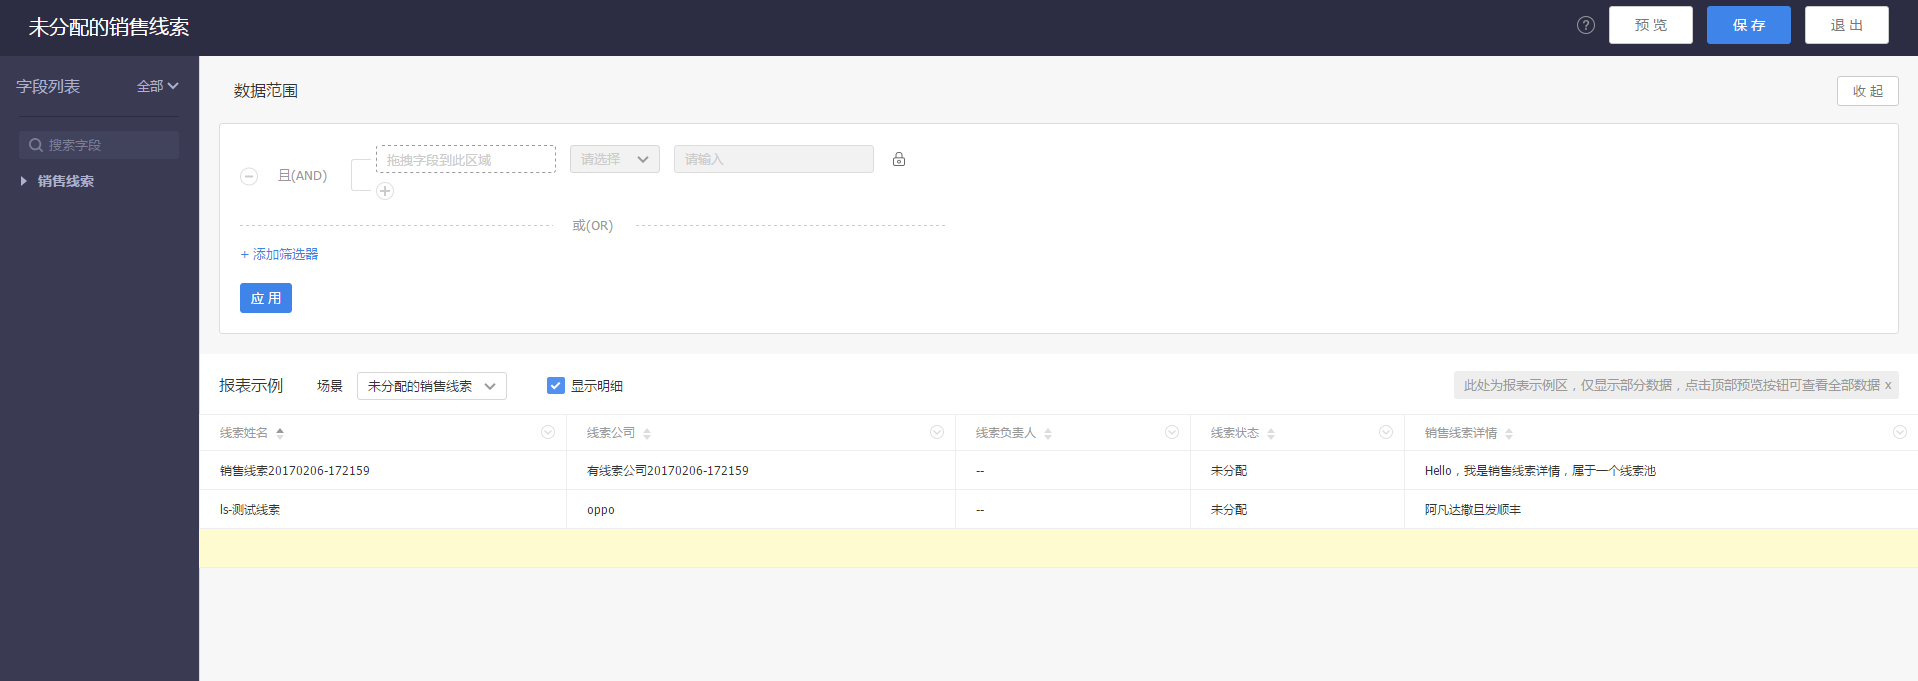 未分配的销售线索
?
预 览
保 存
退 出
字段列表
全部
搜索字段
销售线索
数据范围
收 起
且(AND)
拖拽字段到此区域
请选择
请输入
或(OR)
+ 添加筛选器
应 用
报表示例
场景
未分配的销售线索
显示明细
此处为报表示例区，仅显示部分数据，点击顶部预览按钮可查看全部数据 x
线索姓名
线索公司
线索负责人
线索状态
销售线索详情
销售线索20170206-172159
有线索公司20170206-172159
--
未分配
Hello，我是销售线索详情，属于一个线索池
ls-测试线索
oppo
--
未分配
阿凡达撒旦发顺丰